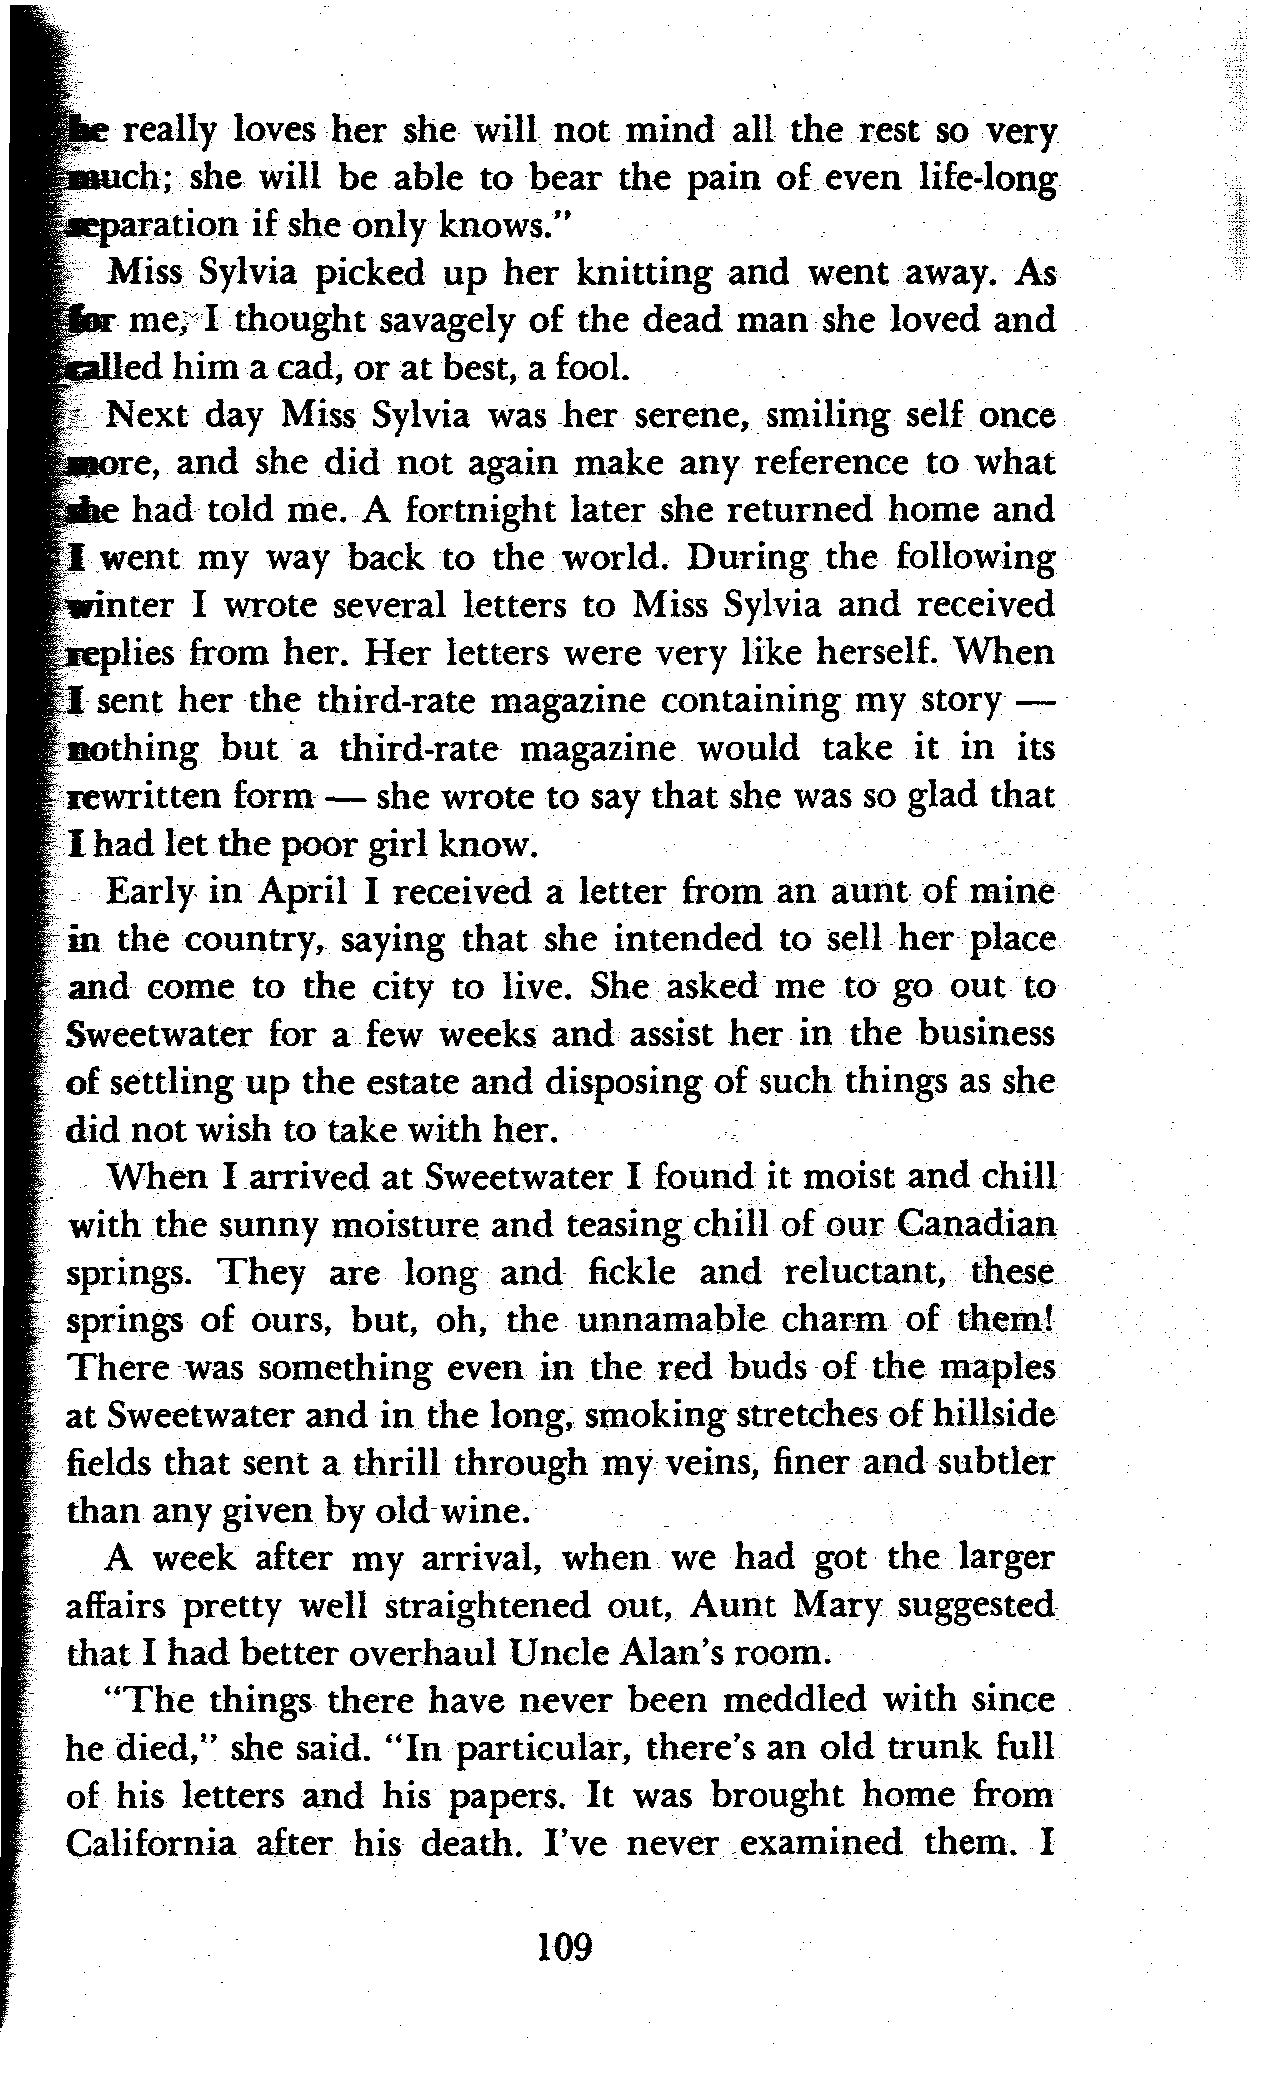 he really loves her she will not mind all the rest so very
much; she will be able to bear the pain of even life-long
separation if she only knows."
Miss Sylvia picked up her knitting and went away. As
for me, I thought savagely of the dead man she loved and
called him a cad, or at best, a fool.
Next day Miss Sylvia was her serene, smiling self once
more, and she did not again make any reference to what
she had told me. A fortnight later she returned home and
I went my way back to the world. During the following
winter I wrote several letters to Miss Sylvia and received
replies from her. Her letters were very like herself. When
I sent her the third-rate magazine containing my story —
nothing but a third-rate magazine would take it in its
rewritten form — she wrote to say that she was so glad that
I had let the poor girl know.
Early in April I received a letter from an aunt of mine
in the country, saying that she intended to sell her place
and come to the city to live. She asked me to go out to
Sweetwater for a few weeks and assist her in the business
of settling up the estate and disposing of such things as she
did not wish to take with her.
When I arrived at Sweetwater I found it moist and chill
with the sunny moisture and teasing chill of our Canadian
springs. They are long and fickle and reluctant, these
springs of ours, but, oh, the unnamable charm of them!
There was something even in the red buds of the maples
at Sweetwater and in the long, smoking stretches of hillside
fields that sent a thrill through my veins, finer and subtler
than any given by old wine.
A week after my arrival, when we had got the larger
affairs pretty well straightened out, Aunt Mary suggested
that I had better overhaul Uncle Alan's room.
"The things there have never been meddled with since
he died," she said. "In particular, there's an old trunk full
of his letters and his papers. It was brought home from
California after his death. I've never examined them. I
109